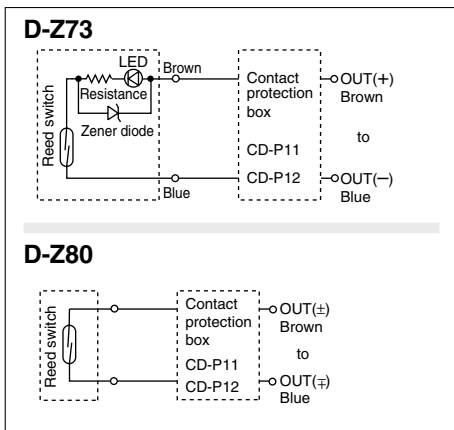 D-Z73
LED
Brown
Resistance
Zener diode
Reed switch
Blue
Contact
protection
box
CD-P11
CD-P12
OUT(+)
Brown
to
OUT(−)
Blue
D-Z80
Reed switch
Contact
protection
box
CD-P11
CD-P12
OUT(±)
Brown
to
OUT(∓)
Blue